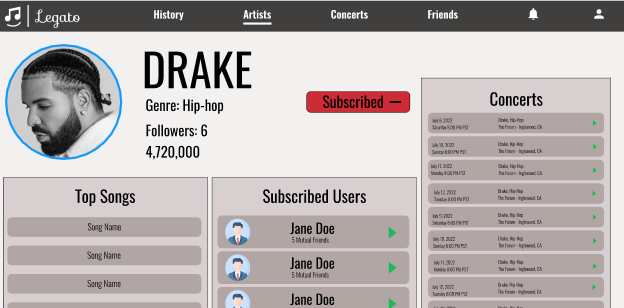 Legato
History
Artists
Concerts
Friends
DRAKE
Genre: Hip-hop
Followers: 6
4,720,000
Subscribed
Top Songs
Song Name
Song Name
Song Name
Subscribed Users
Jane Doe
5 Mutual Friends
Jane Doe
5 Mutual Friends
Jane Doe
Concerts
July 8, 2022
Saturday 8:00 PM PST
Drake, Hip-Hop
The Forum - Inglewood, CA
July 10, 2022
Sunday 8:00 PM PST
Drake, Hip-Hop
The Forum - Inglewood, CA
July 11, 2022
Monday 8:00 PM PST
Drake, Hip-Hop
The Forum - Inglewood, CA
July 12, 2022
Tuesday 8:00 PM PST
Drake, Hip-Hop
The Forum - Inglewood, CA
July 9, 2022
Saturday 8:00 PM PST
Drake, Hip-Hop
The Forum - Inglewood, CA
July 10, 2022
Sunday 8:00 PM PST
Drake, Hip-Hop
The Forum - Inglewood, CA
July 11, 2022
Monday 8:00 PM PST
Drake, Hip-Hop
The Forum - Inglewood, CA
July 12, 2022
Tuesday 8:00 PM PST
Drake, Hip-Hop
The Forum - Inglewood, CA